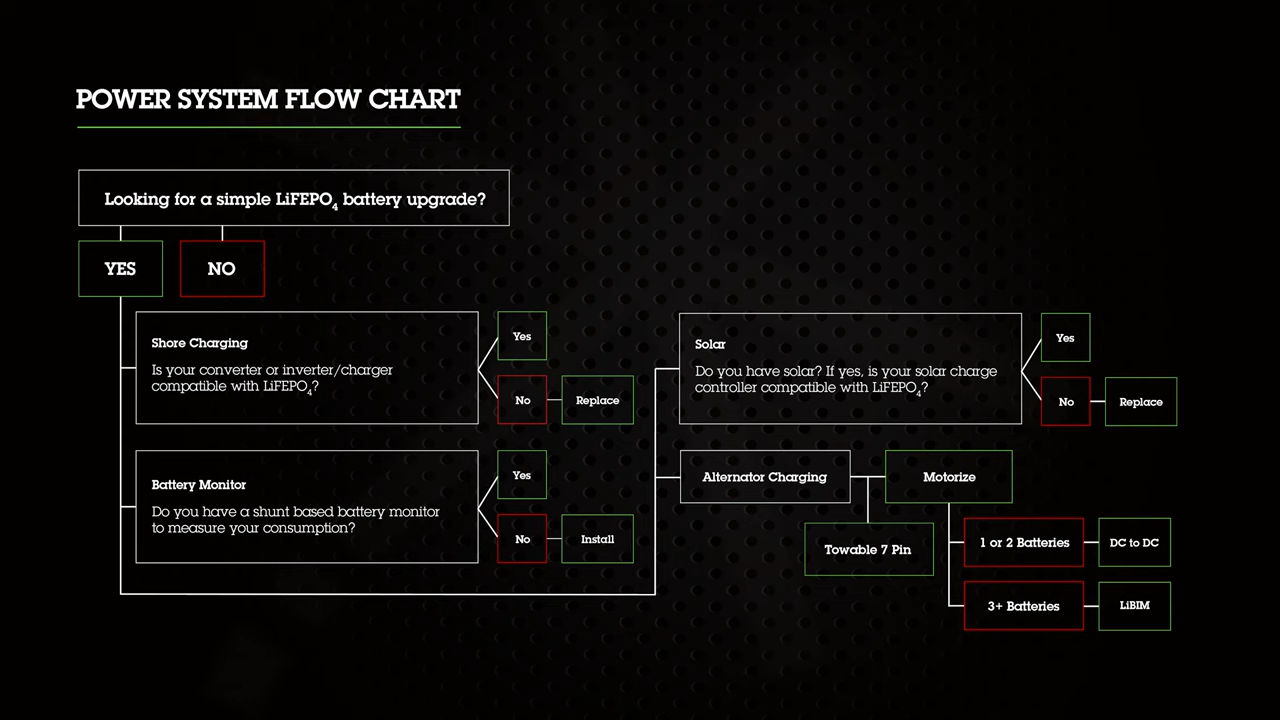 POWER SYSTEM FLOW CHART
Looking for a simple LiFEPO₄ battery upgrade?
YES
NO
Shore Charging
Is your converter or inverter/charger
compatible with LiFEPO₄?
Yes
No
Replace
Battery Monitor
Do you have a shunt based battery monitor
to measure your consumption?
Yes
No
Install
Solar
Do you have solar? If yes, is your solar charge
controller compatible with LiFEPO₄?
Yes
No
Replace
Alternator Charging
Motorize
Towable 7 Pin
1 or 2 Batteries
DC to DC
3+ Batteries
LiBIM